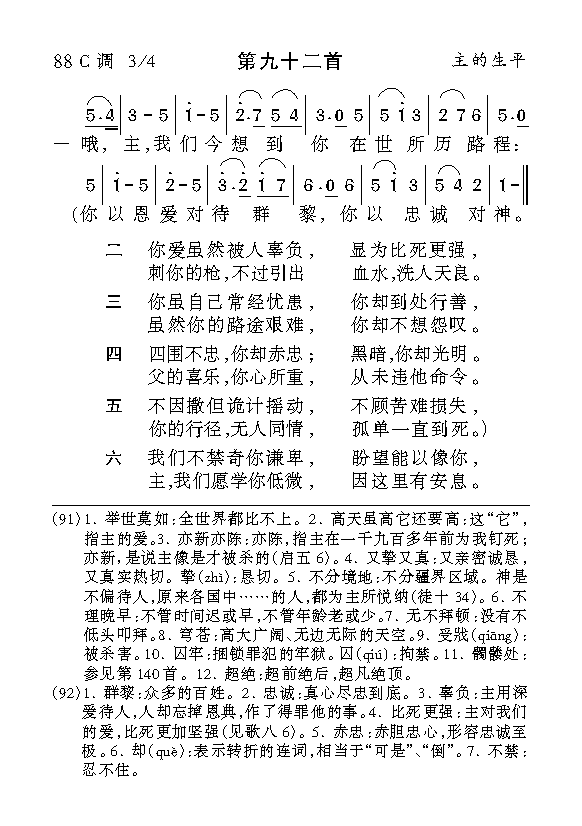 88 C 调 3/4 第九十二首 主的生平
5·4 | 3 – 5 | i – 5 | 2·7 5 4 | 3·0 5 | 5 i 3 | 2 7 6 | 5·0
一 哦, 主,我们今想到 你在世所历路程:
5 | i – 5 | 2 – 5 | 3·2 i 7 | 6·0 6 | 5 i 3 | 5 4 2 | 1 – ‖
(你以恩爱对待群黎, 你以忠诚对神。
二 你爱虽然被人辜负, 显为比死更强,
刺你的枪,不过引出 血水,洗人天良。
三 你虽自己常经忧患, 你却到处行善,
虽然你的路途艰难, 你却不想怨叹。
四 四围不忠,你却赤忠; 黑暗,你却光明。
父的喜乐,你心所重, 从未违他命令。
五 不因撒但诡计摇动, 不顾苦难损失,
你的行径,无人同情, 孤单一直到死。)
六 我们不禁奇你谦卑, 盼望能以像你,
主,我们愿学你低微, 因这里有安息。
(91)1. 举世莫如:全世界都比不上。2. 高天虽高它还要高:这“它”,
指主的爱。3. 亦新亦陈:亦陈,指主在一千九百多年前为我钉死;
亦新,是说主像是才被杀的(启五 6)。4. 又挚又真:又亲密诚恳,
又真实热切。挚(zhì):恳切。5. 不分境地:不分疆界区域。神是
不偏待人,原来各国中……的人,都为主所悦纳(徒十 34)。6. 不
理晚早:不管时间迟或早,不管年龄老或少。7. 无不拜顿:没有不
低头叩拜。8. 穹苍:高大广阔、无边无际的天空。9. 受戕(qiāng):
被杀害。10. 囚牢:捆锁罪犯的牢狱。囚(qiú):拘禁。11. 髑髅处:
参见第 140 首。12. 超绝:超前绝后,超凡绝顶。
(92)1. 群黎:众多的百姓。2. 忠诚:真心尽忠到底。3. 辜负:主用深
爱待人,人却忘掉恩典,作了得罪他的事。4. 比死更强:主对我们
的爱,比死更加坚强(见歌八 6)。5. 赤忠:赤胆忠心,形容忠诚至
极。6. 却(què):表示转折的连词,相当于“可是”、“倒”。7. 不禁:
忍不住。